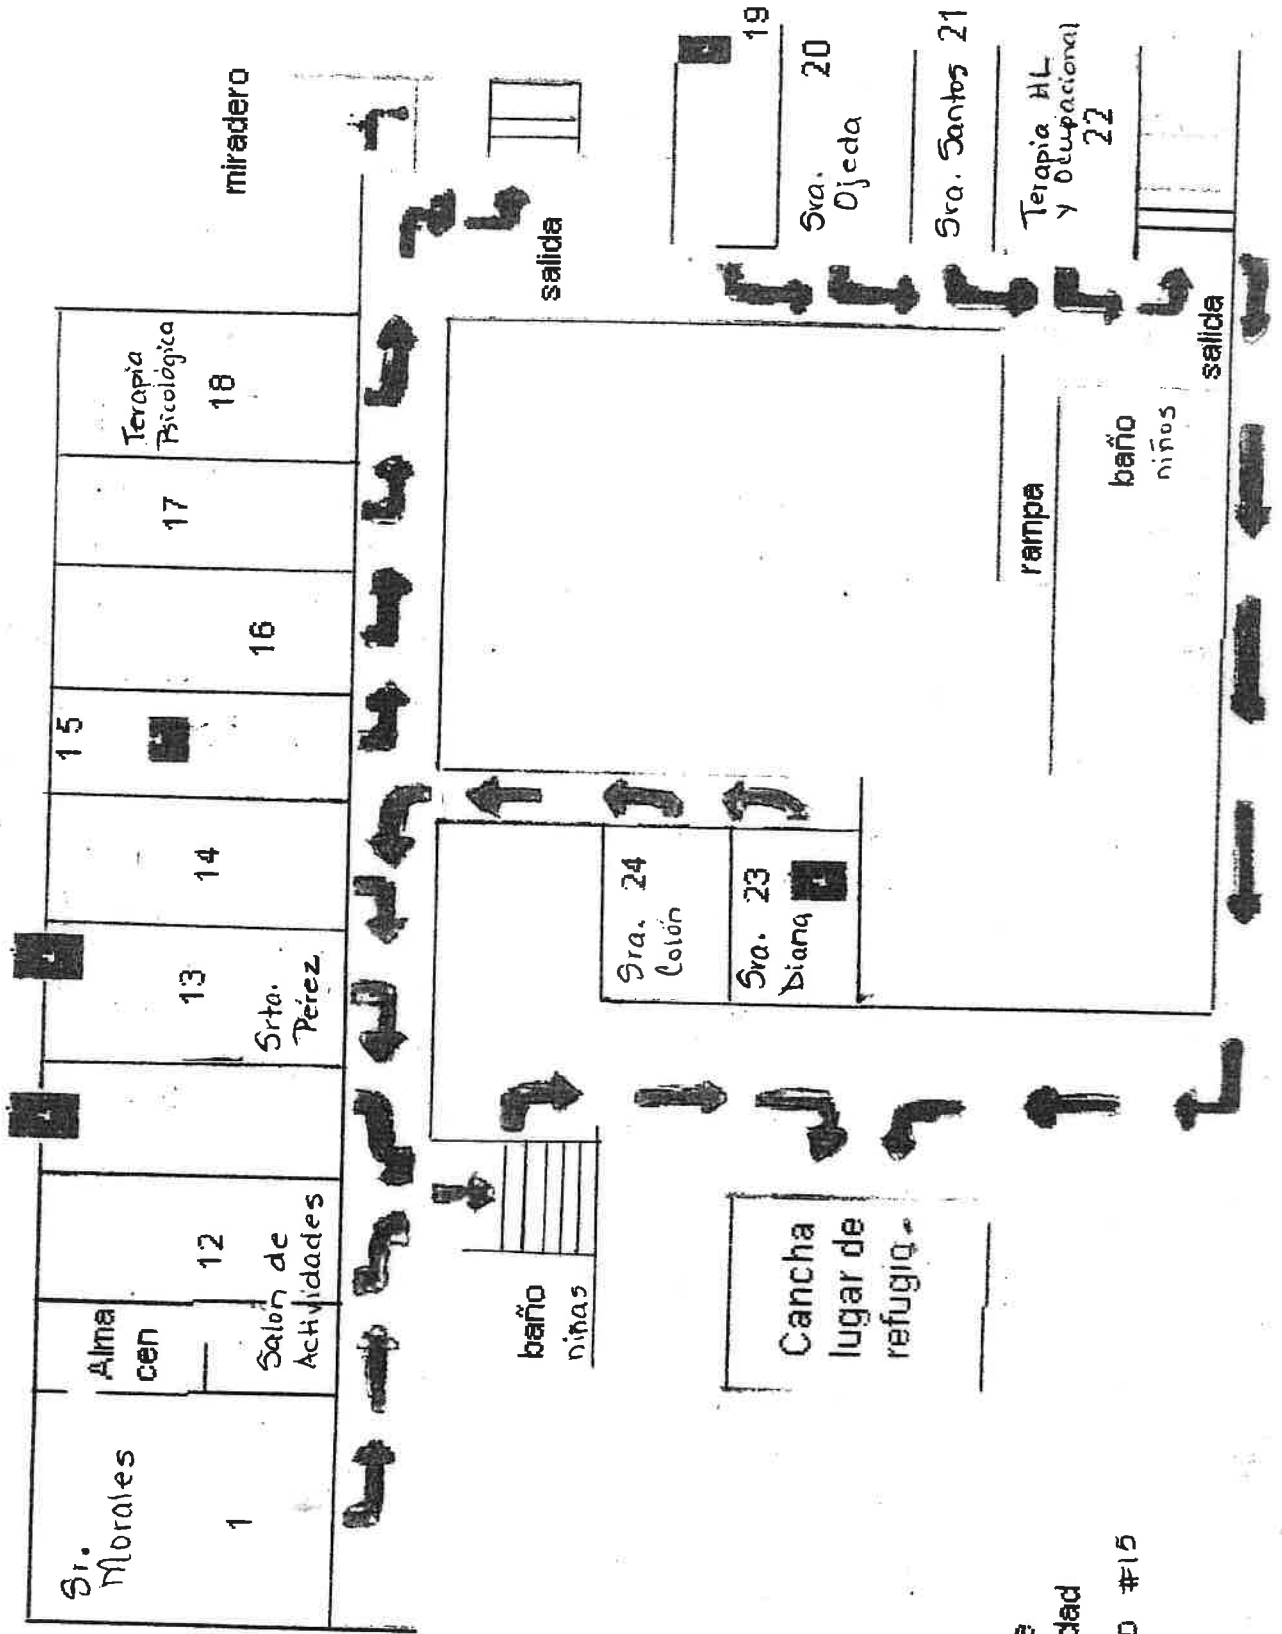 miradero
Sr.
Morales
1
Alma
cen
12
Salón de
Actividades
13
Srta.
Pérez
14
15
16
17
Terapia
Psicológica
18
salida
19
Sra. 20
Ojeda
Sra. Santos 21
Terapia HL
y Ocupacional
22
salida
baño
niños
rampa
Sra. 24
Colón
Sra. 23
Diana
baño
niñas
Cancha
lugar de
refugio
dad
#15